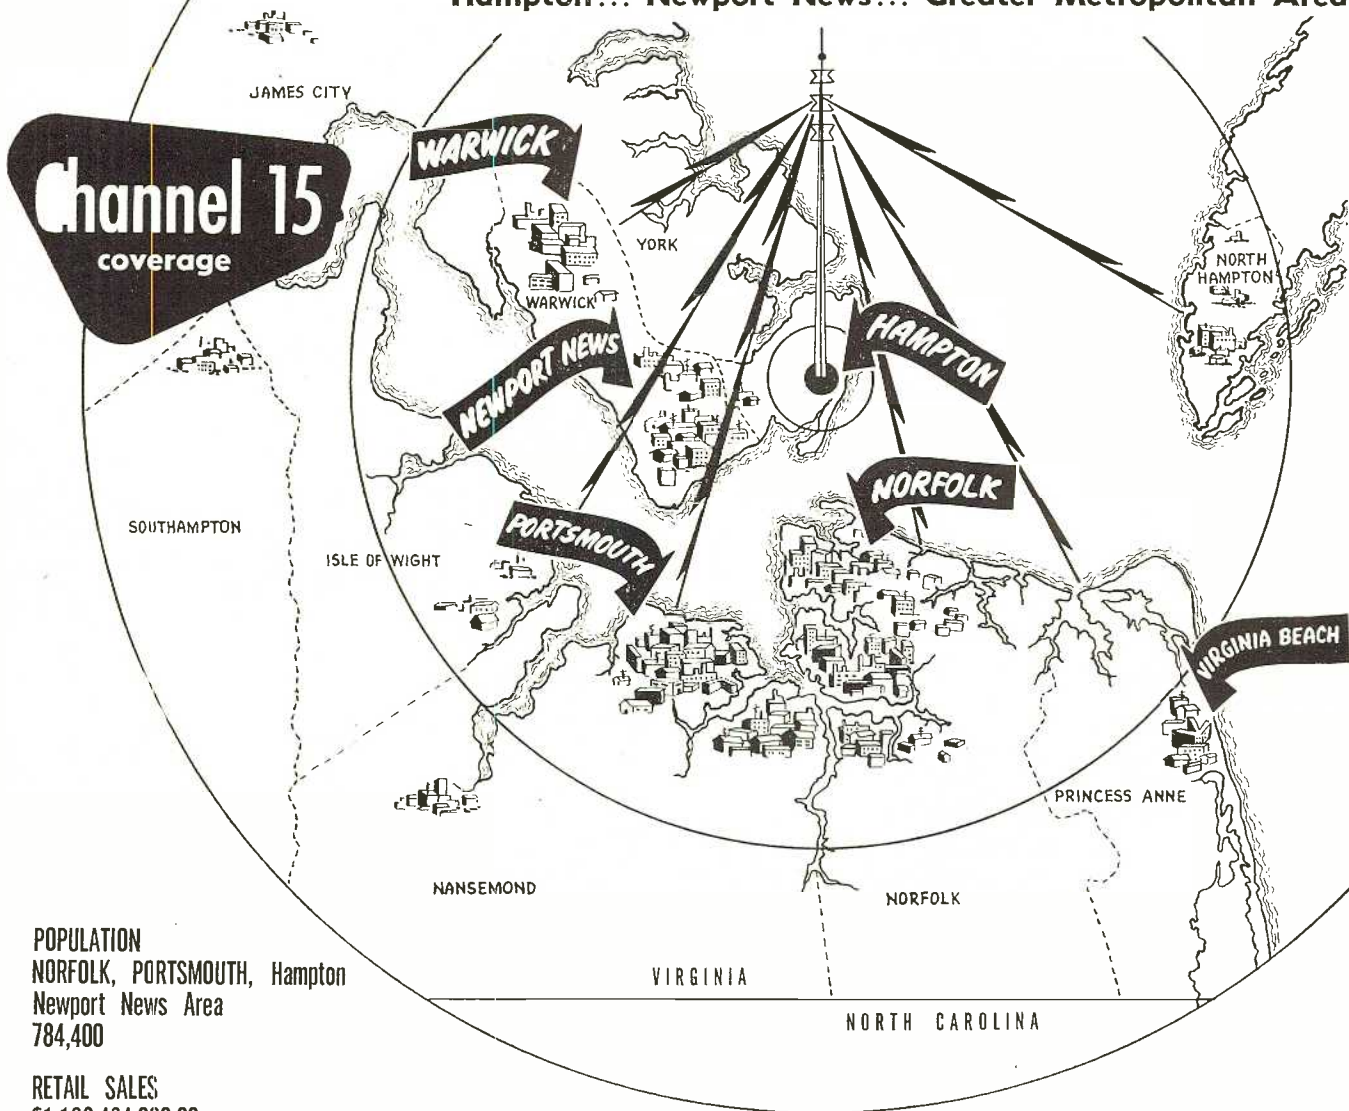 Hampton... Newport News... Greater Metropolitan Area
JAMES CITY
Channel 15
coverage
WARWICK
YORK
WARWICK
NORTH
HAMPTON
NEWPORT NEWS
HAMPTON
NORFOLK
PORTSMOUTH
SOUTHAMPTON
ISLE OF WIGHT
VIRGINIA BEACH
PRINCESS ANNE
NANSEMOND
NORFOLK
VIRGINIA
NORTH CAROLINA
POPULATION
NORFOLK, PORTSMOUTH, Hampton
Newport News Area
784,400
RETAIL SALES